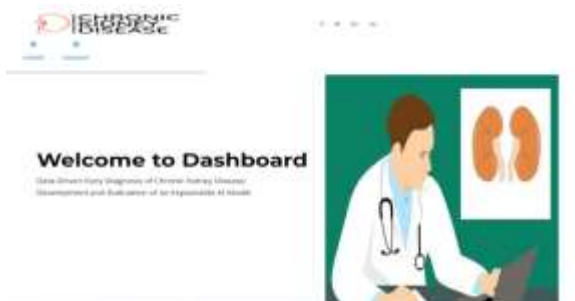 CHRONIC
KIDNEY
DISEASE
Welcome to Dashboard
Data Driven Early Diagnosis of Chronic Kidney Disease:
Development and Evaluation of an Explainable AI Model